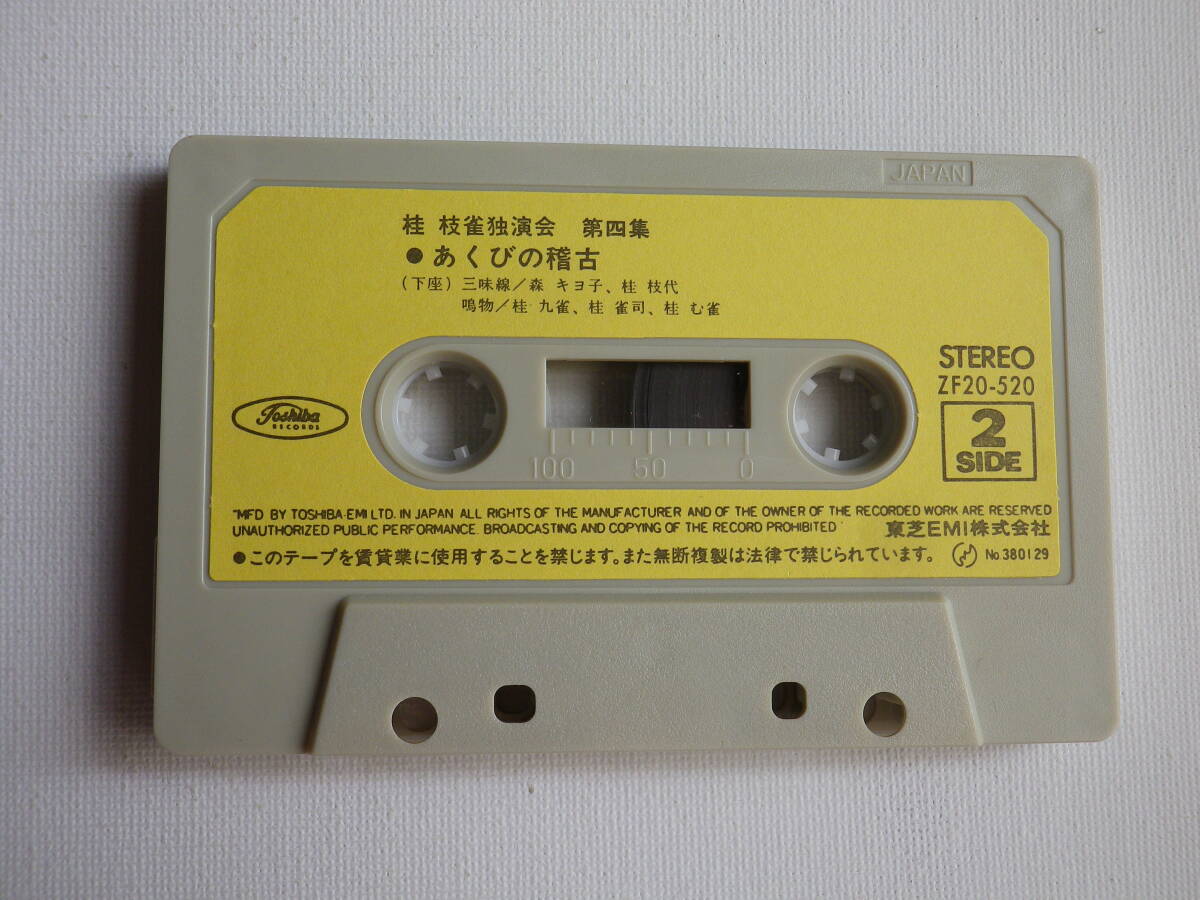 JAPAN
桂 枝雀独演会 第四集
●あくびの稽古
(下座) 三味線/森 キヨ子、桂 枝代
鳴物/桂 九雀、桂 雀司、桂 む雀
STEREO
ZF20-520
2
SIDE
Toshiba
RECORDS
100 50 0
"MFD BY TOSHIBA·EMI LTD. IN JAPAN ALL RIGHTS OF THE MANUFACTURER AND OF THE OWNER OF THE RECORDED WORK ARE RESERVED
UNAUTHORIZED PUBLIC PERFORMANCE. BROADCASTING AND COPYING OF THE RECORD PROHIBITED" 東芝EMI株式会社
●このテープを賃貸業に使用することを禁じます。また無断複製は法律で禁じられています。 No.380129